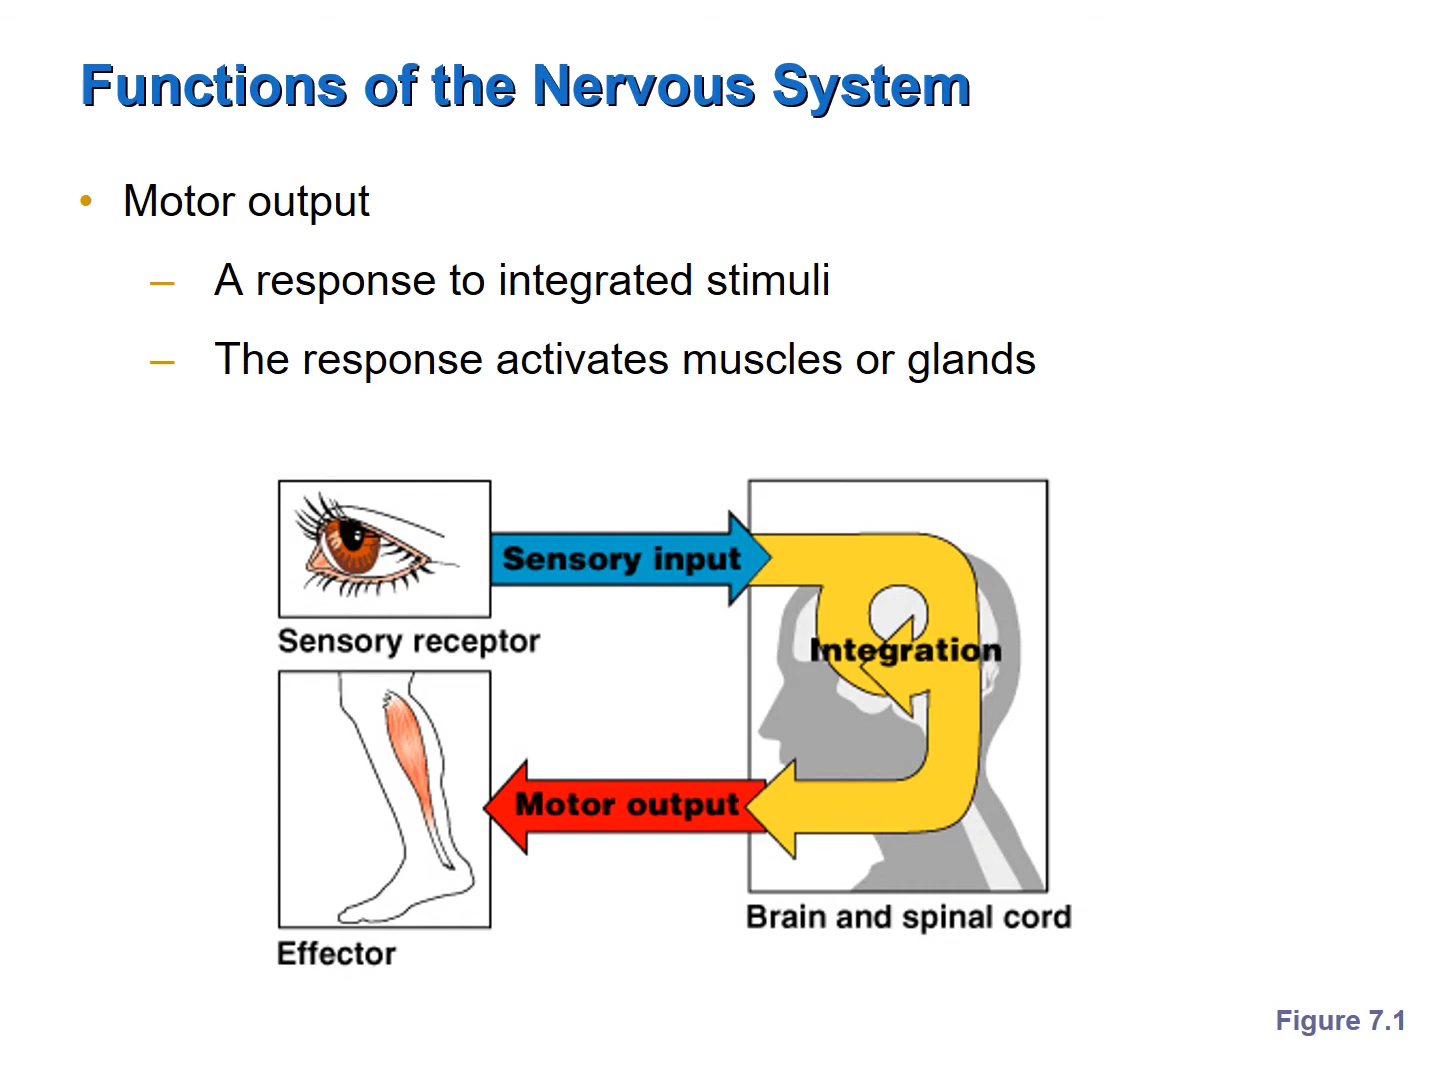 Functions of the Nervous System
• Motor output
– A response to integrated stimuli
– The response activates muscles or glands
Sensory input
Sensory receptor
Integration
Motor output
Brain and spinal cord
Effector
Figure 7.1